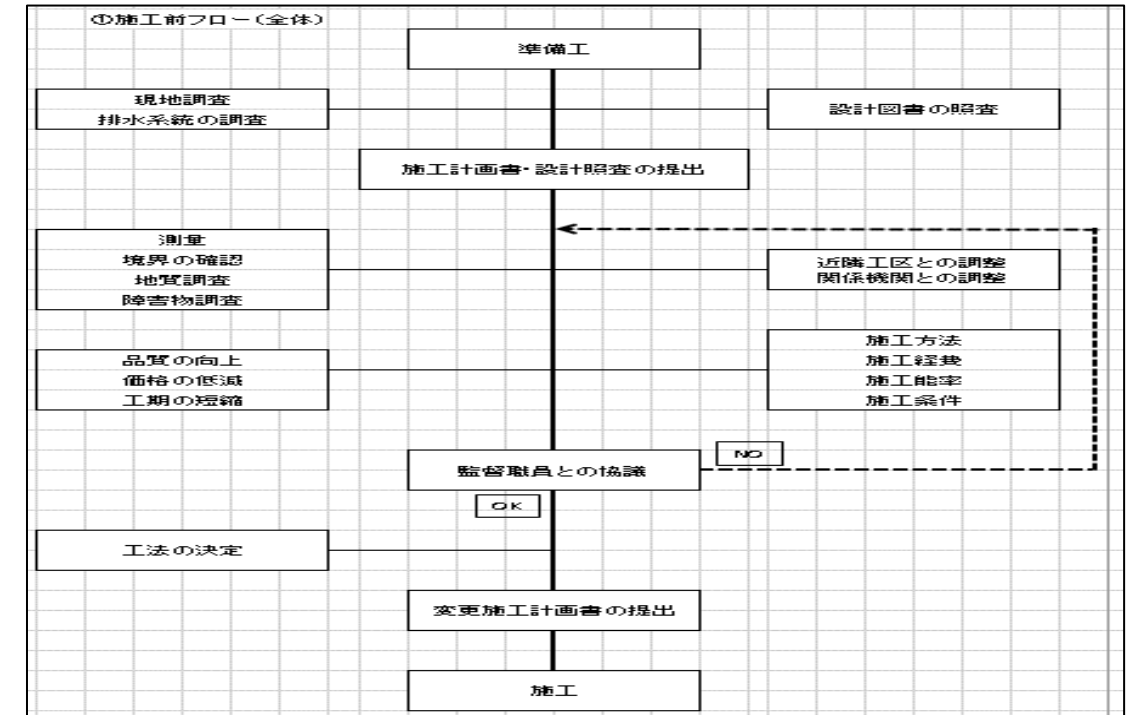 ①施工前フロー(全体)
準備工
現地調査
排水系統の調査
設計図書の照査
施工計画書・設計照査の提出
測量
境界の確認
地質調査
障害物調査
近隣工区との調整
関係機関との調整
品質の向上
価格の低減
工期の短縮
施工方法
施工経費
施工能率
施工条件
監督職員との協議
NO
OK
工法の決定
変更施工計画書の提出
施工